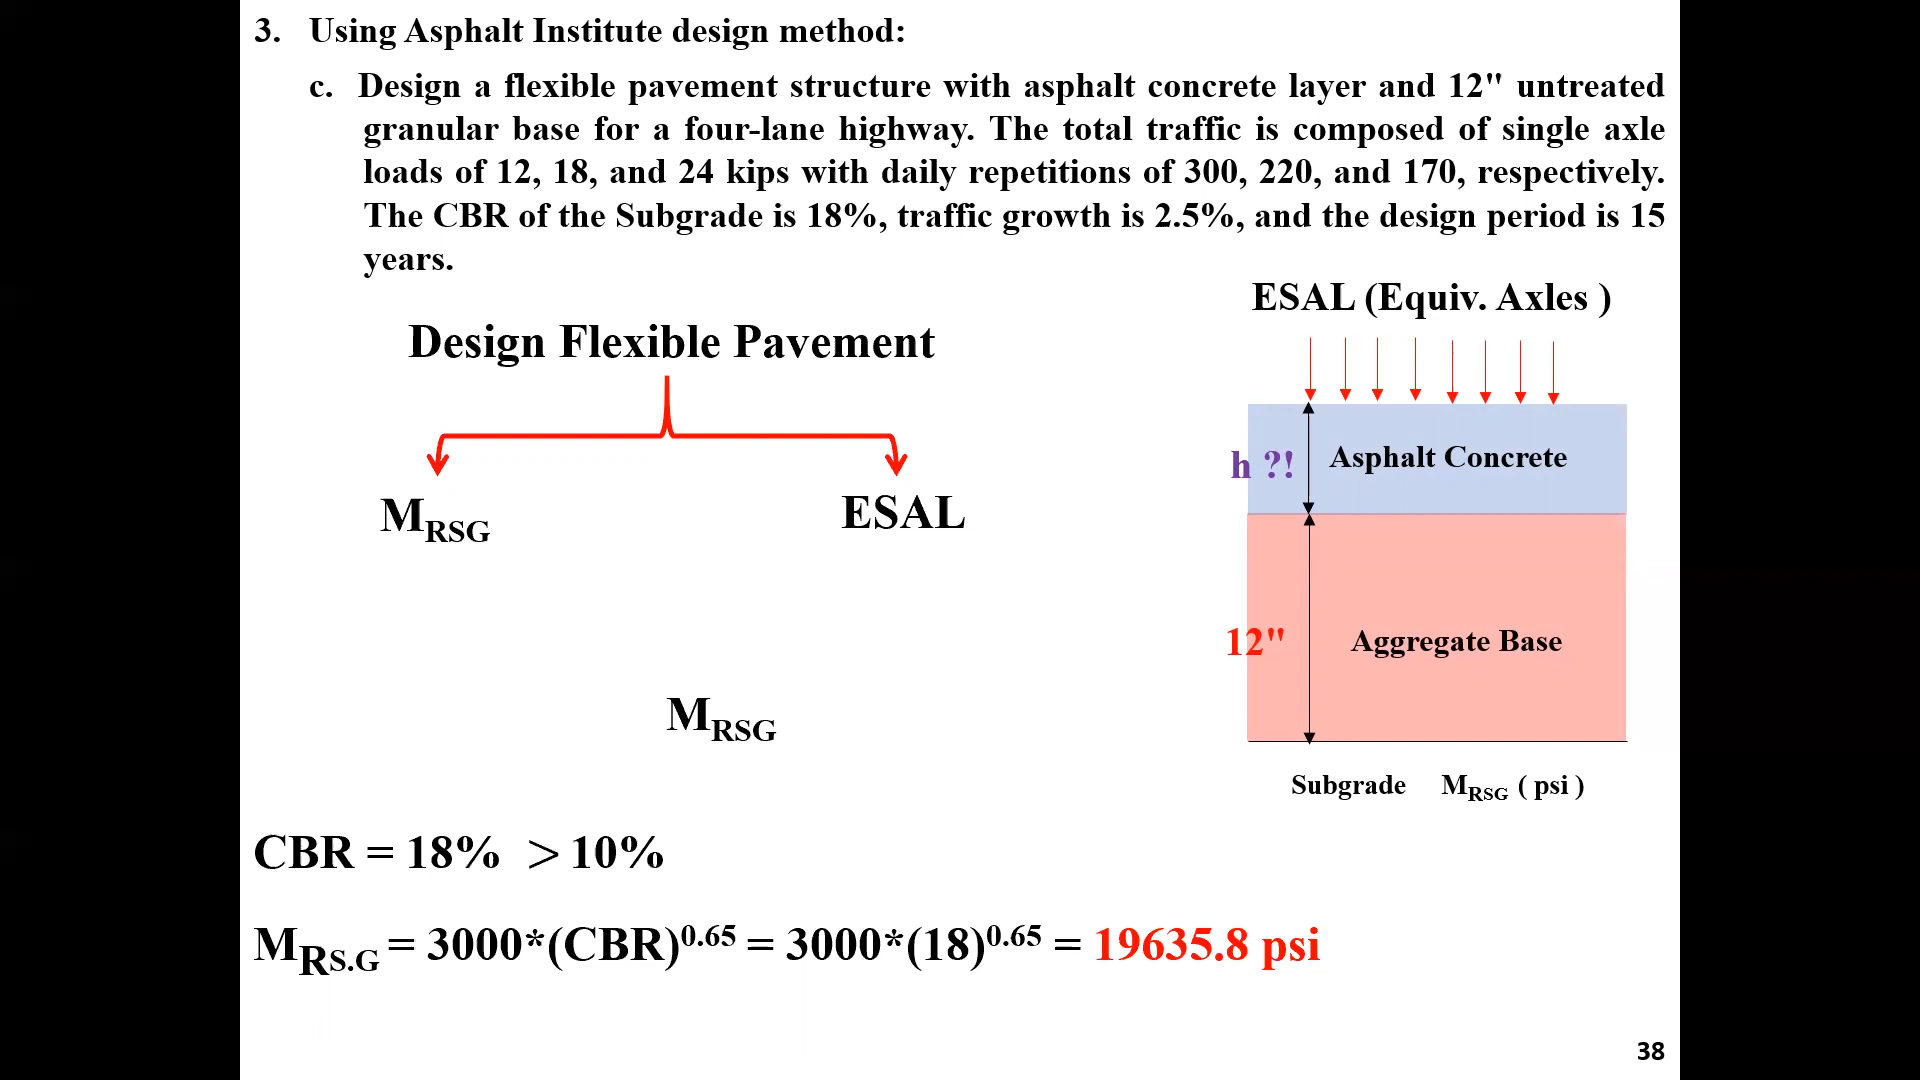 3. Using Asphalt Institute design method:
c. Design a flexible pavement structure with asphalt concrete layer and 12" untreated
granular base for a four-lane highway. The total traffic is composed of single axle
loads of 12, 18, and 24 kips with daily repetitions of 300, 220, and 170, respectively.
The CBR of the Subgrade is 18%, traffic growth is 2.5%, and the design period is 15
years.
ESAL (Equiv. Axles )
Design Flexible Pavement
h ?! Asphalt Concrete
M_RSG ESAL
12" Aggregate Base
M_RSG
Subgrade M_RSG ( psi )
CBR = 18% > 10%
M_RS.G = 3000*(CBR)^0.65 = 3000*(18)^0.65 = 19635.8 psi
38